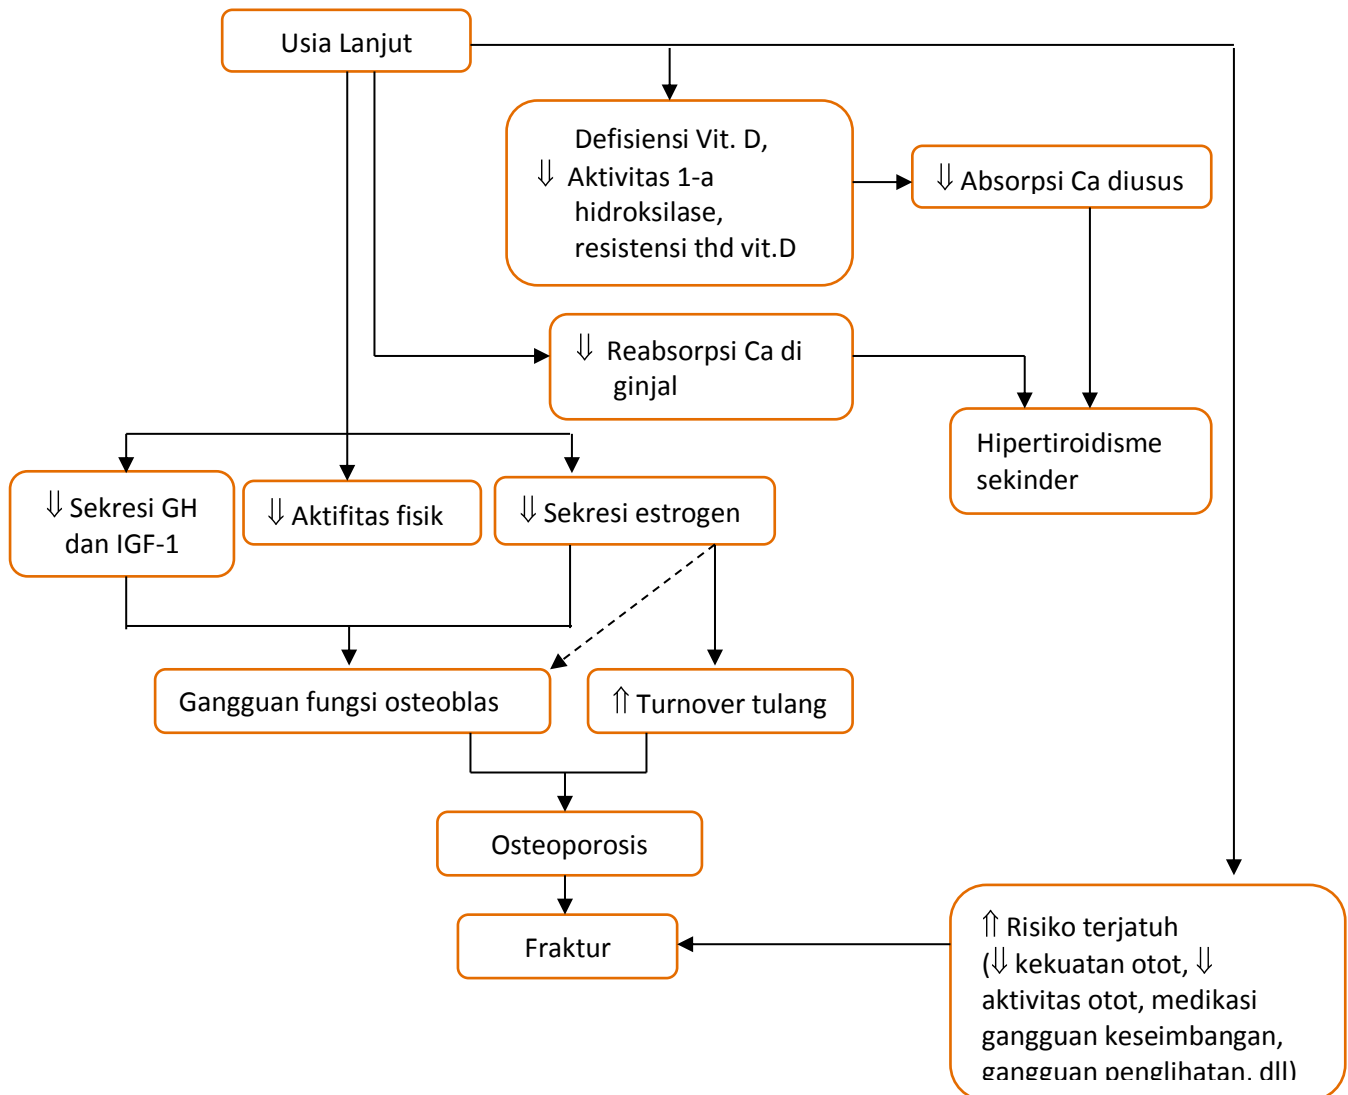 Usia Lanjut
Defisiensi Vit. D,
⇓ Aktivitas 1-a
hidroksilase,
resistensi thd vit.D
⇓ Absorpsi Ca diusus
⇓ Reabsorpsi Ca di
ginjal
Hipertiroidisme
sekinder
⇓ Sekresi GH
dan IGF-1
⇓ Aktifitas fisik
⇓ Sekresi estrogen
Gangguan fungsi osteoblas
⇑ Turnover tulang
Osteoporosis
Fraktur
⇑ Risiko terjatuh
(⇓ kekuatan otot, ⇓
aktivitas otot, medikasi
gangguan keseimbangan,
gangguan penglihatan, dll)